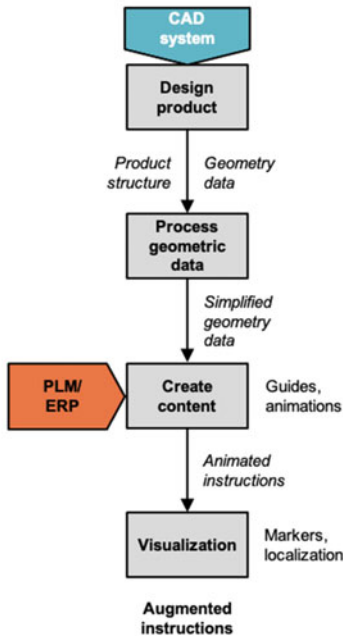 CAD
system
Design
product
Product
structure
Geometry
data
Process
geometric
data
Simplified
geometry
data
PLM/
ERP
Create
content
Guides,
animations
Animated
instructions
Visualization
Markers,
localization
Augmented
instructions